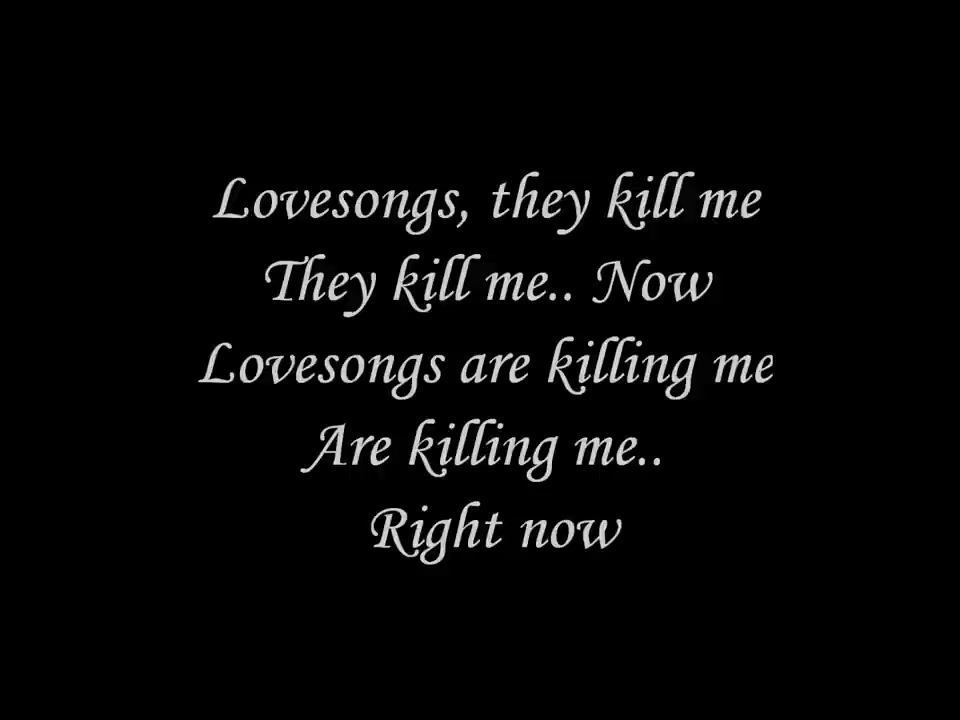 Lovesongs, they kill me
They kill me.. Now
Lovesongs are killing me
Are killing me..
Right now